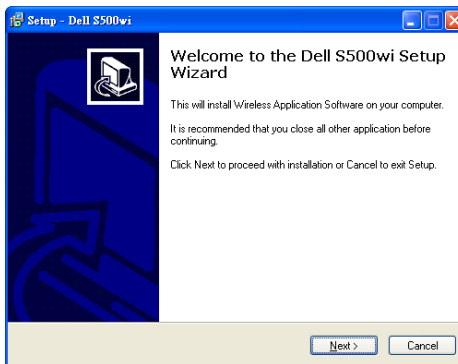 Setup - Dell S500wi
Welcome to the Dell S500wi Setup
Wizard
This will install Wireless Application Software on your computer.
It is recommended that you close all other application before
continuing.
Click Next to proceed with installation or Cancel to exit Setup.
Next >
Cancel